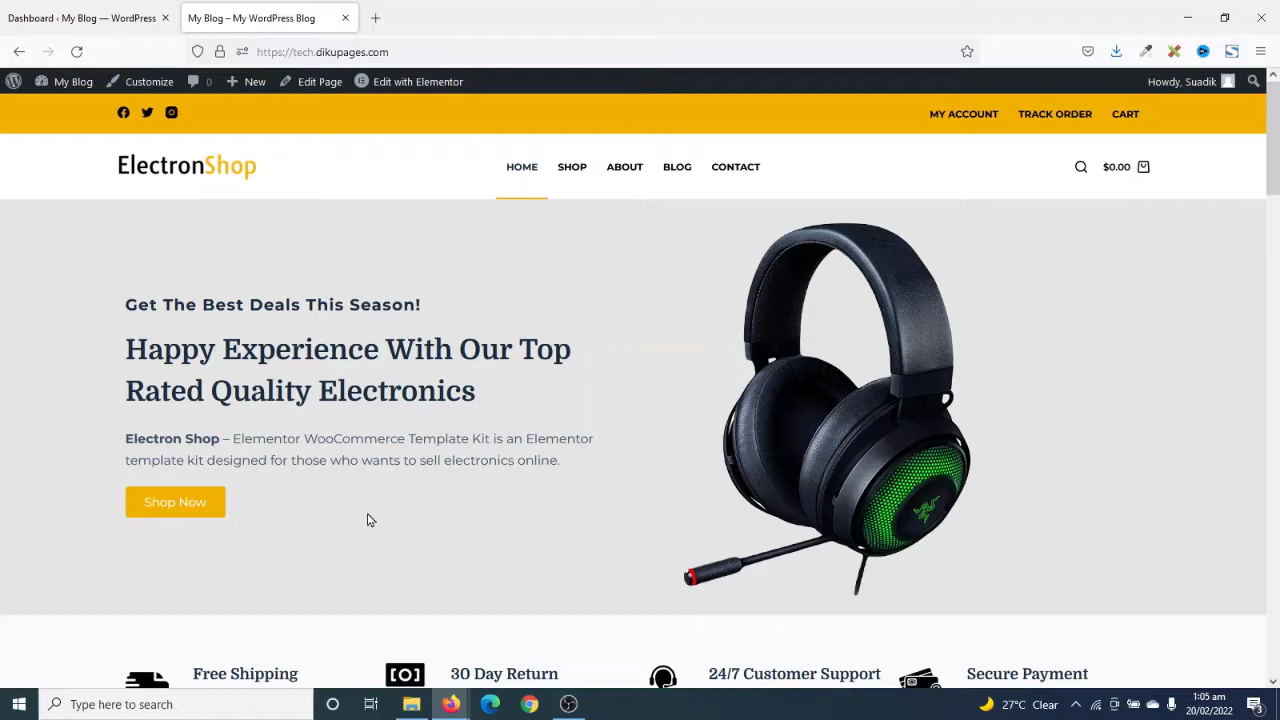 Dashboard ‹ My Blog — WordPress
My Blog – My WordPress Blog
https://tech.dikupages.com
My Blog
Customize
0
New
Edit Page
Edit with Elementor
Howdy, Suadik
MY ACCOUNT
TRACK ORDER
CART
ElectronShop
HOME
SHOP
ABOUT
BLOG
CONTACT
$0.00
Get The Best Deals This Season!
Happy Experience With Our Top
Rated Quality Electronics
Electron Shop – Elementor WooCommerce Template Kit is an Elementor
template kit designed for those who wants to sell electronics online.
Shop Now
Free Shipping
30 Day Return
24/7 Customer Support
Secure Payment
Type here to search
27°C Clear
1:05 am
20/02/2022
3